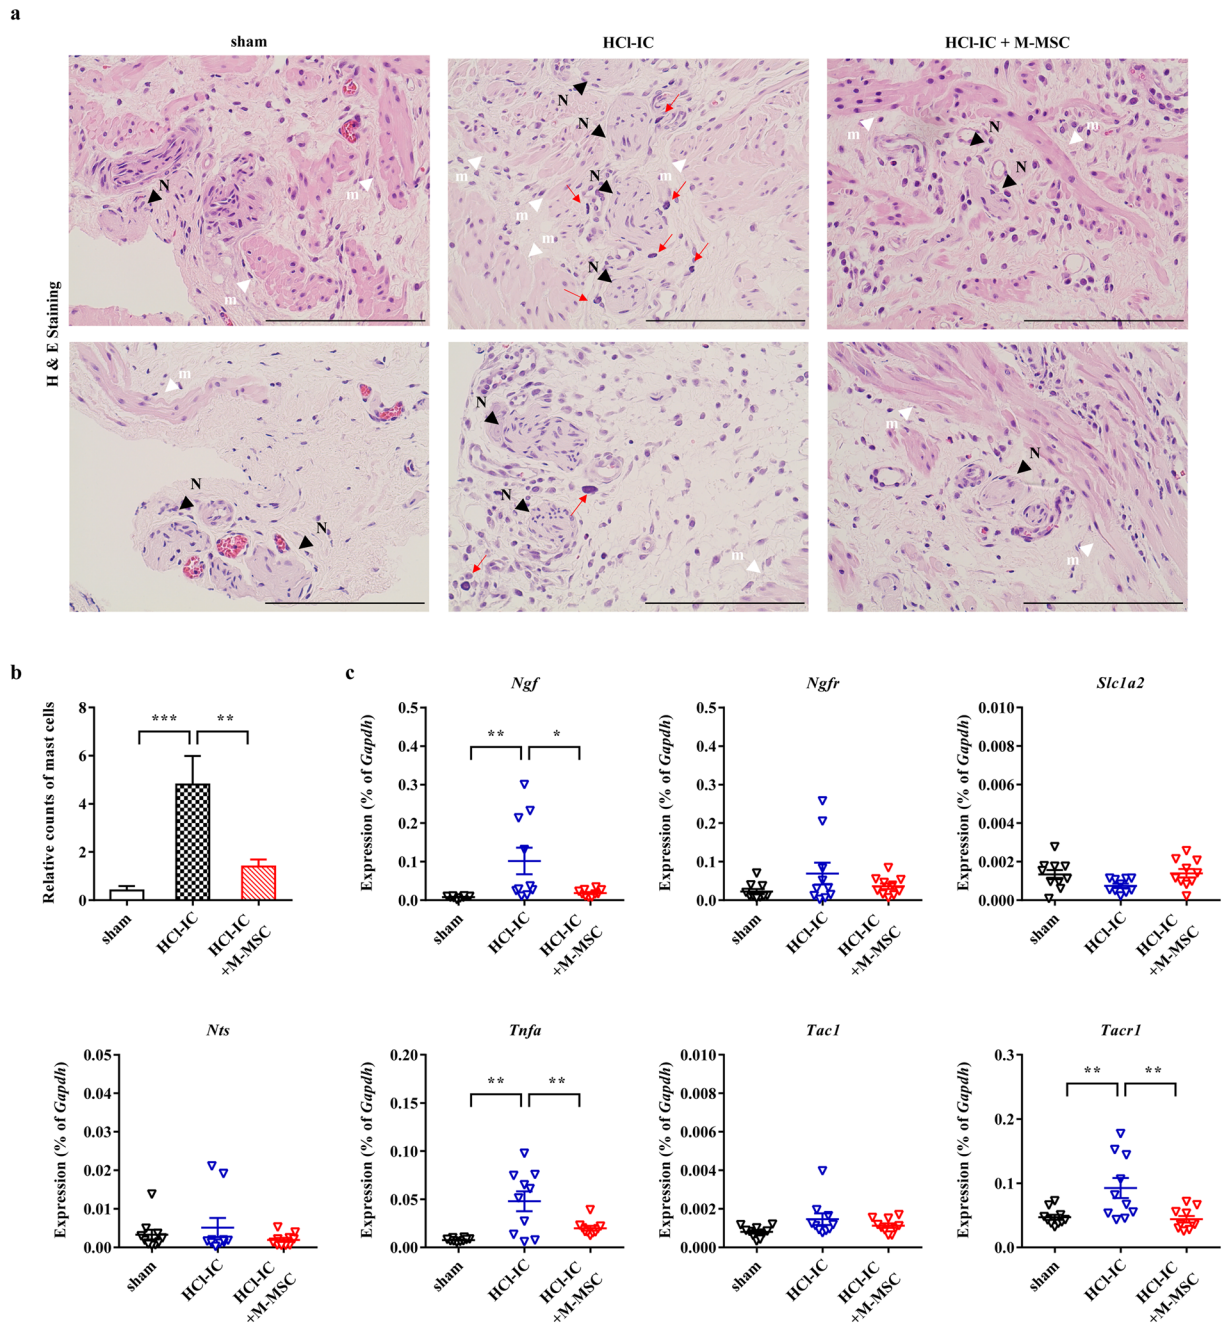 a
sham
HCl-IC
HCl-IC + M-MSC
H & E Staining
N
m
m
N
N
N
N
m
m
m
m
N
N
m
m
m
N
N
N
N
m
m
N
m
b
Relative counts of mast cells
8
6
4
2
0
***
**
sham
HCl-IC
HCl-IC
+M-MSC
c
Ngf
Expression (% of Gapdh)
0.5
0.4
0.3
0.2
0.1
0.0
**
*
sham
HCl-IC
HCl-IC
+M-MSC
Ngfr
Expression (% of Gapdh)
0.5
0.4
0.3
0.2
0.1
0.0
sham
HCl-IC
HCl-IC
+M-MSC
Slc1a2
Expression (% of Gapdh)
0.010
0.008
0.006
0.004
0.002
0.000
sham
HCl-IC
HCl-IC
+M-MSC
Nts
Expression (% of Gapdh)
0.05
0.04
0.03
0.02
0.01
0.00
sham
HCl-IC
HCl-IC
+M-MSC
Tnfa
Expression (% of Gapdh)
0.20
0.15
0.10
0.05
0.00
**
**
sham
HCl-IC
HCl-IC
+M-MSC
Tac1
Expression (% of Gapdh)
0.010
0.008
0.006
0.004
0.002
0.000
sham
HCl-IC
HCl-IC
+M-MSC
Tacr1
Expression (% of Gapdh)
0.3
0.2
0.1
0.0
**
**
sham
HCl-IC
HCl-IC
+M-MSC